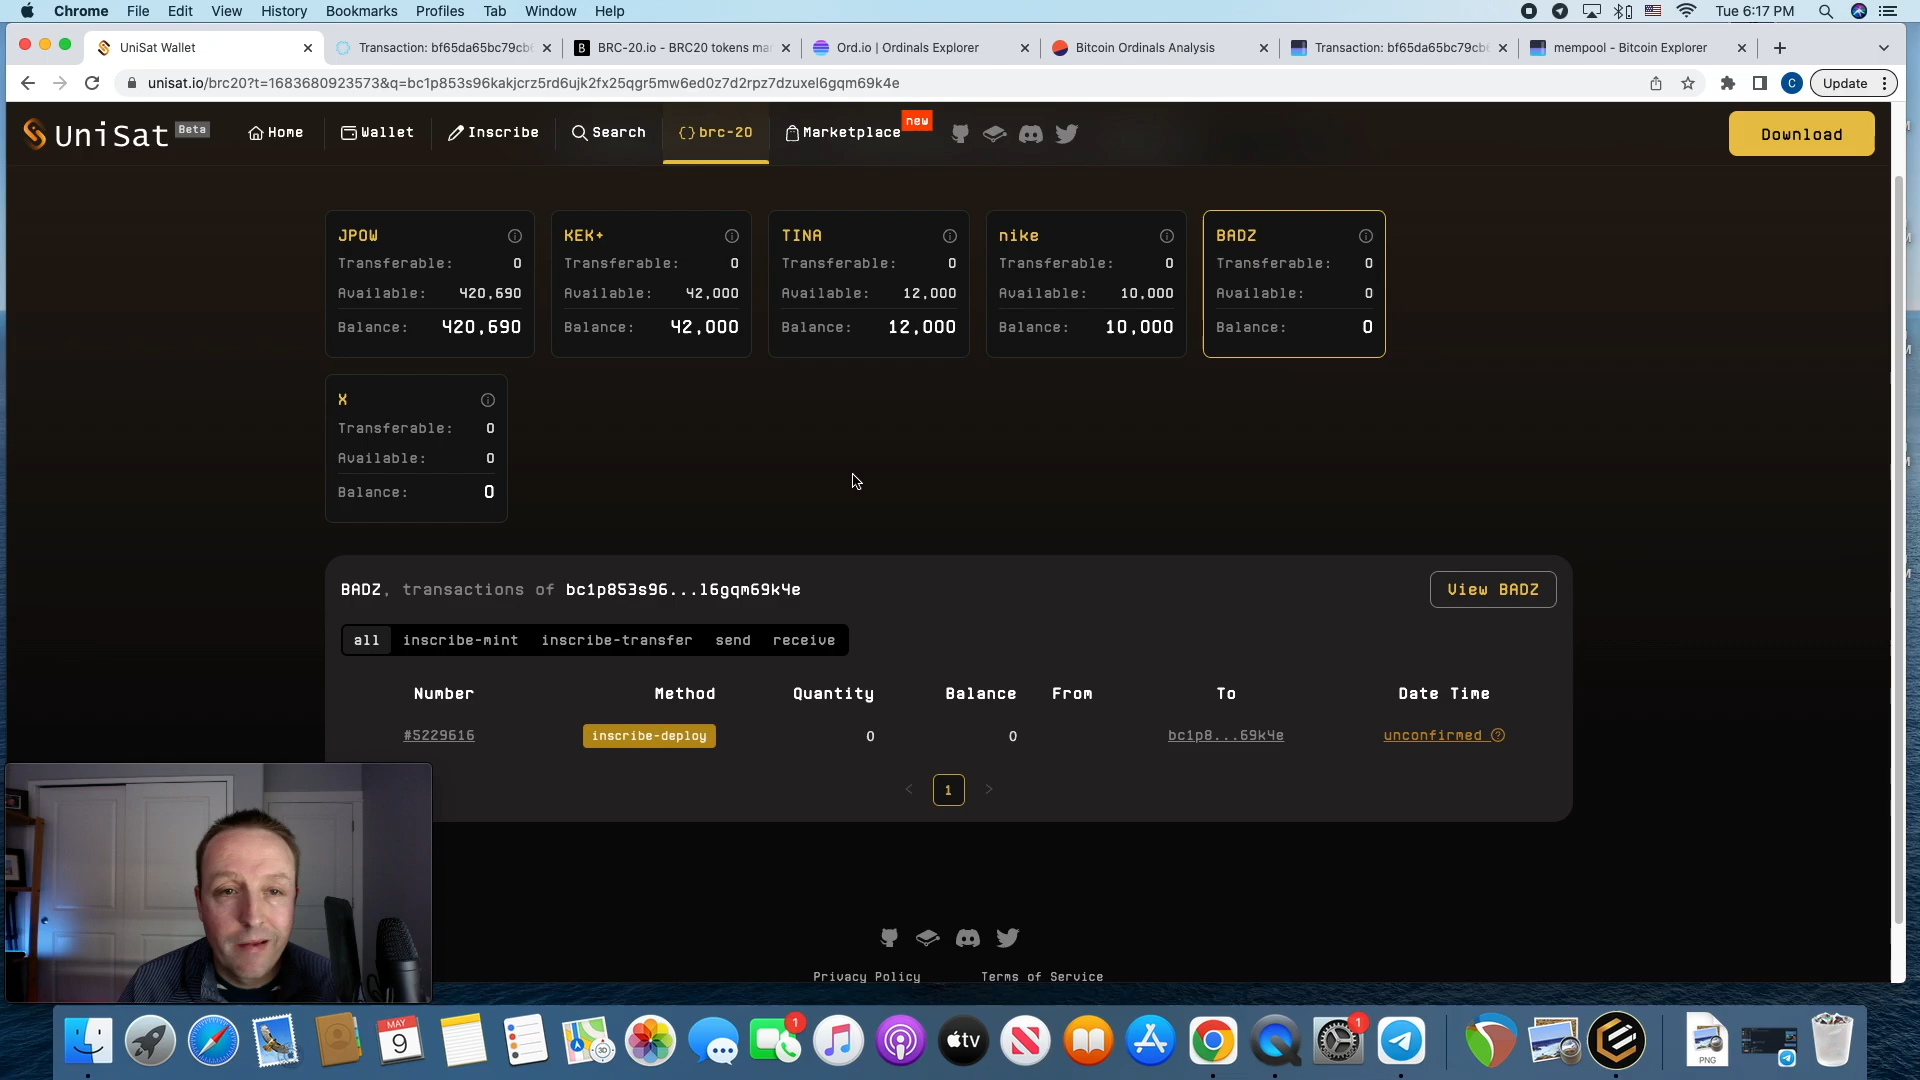 Chrome File Edit View History Bookmarks Profiles Tab Window Help Tue 6:17 PM
UniSat Wallet
Transaction: bf65da65bc79cb
BRC-20.io - BRC20 tokens ma
Ord.io | Ordinals Explorer
Bitcoin Ordinals Analysis
Transaction: bf65da65bc79cb
mempool - Bitcoin Explorer
unisat.io/brc20?t=1683680923573&q=bc1p853s96kakjcrz5rd6ujk2fx25qgr5mw6ed0z7d2rpz7dzuxel6gqm69k4e
C
Update
UniSat Beta
Home
Wallet
Inscribe
Search
{}brc-20
Marketplace
new
Download
JPOW
Transferable: 0
Available: 420,690
Balance: 420,690
KEK+
Transferable: 0
Available: 42,000
Balance: 42,000
TINA
Transferable: 0
Available: 12,000
Balance: 12,000
nike
Transferable: 0
Available: 10,000
Balance: 10,000
BADZ
Transferable: 0
Available: 0
Balance: 0
X
Transferable: 0
Available: 0
Balance: 0
BADZ, transactions of bc1p853s96...l6gqm69k4e
View BADZ
all inscribe-mint inscribe-transfer send receive
Number Method Quantity Balance From To Date Time
#5229616 inscribe-deploy 0 0 bc1p8...69k4e unconfirmed
< 1 >
Privacy Policy Terms of Service
MAY
9
1
tv
1
PNG